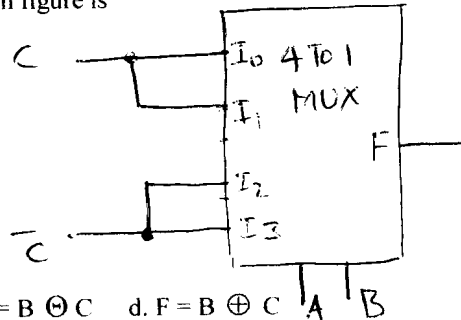 n figure is
C I₀ 4 To 1
I₁ MUX
F
I₂
C̅ I3
= B ⊙ C d. F = B ⊕ C A B